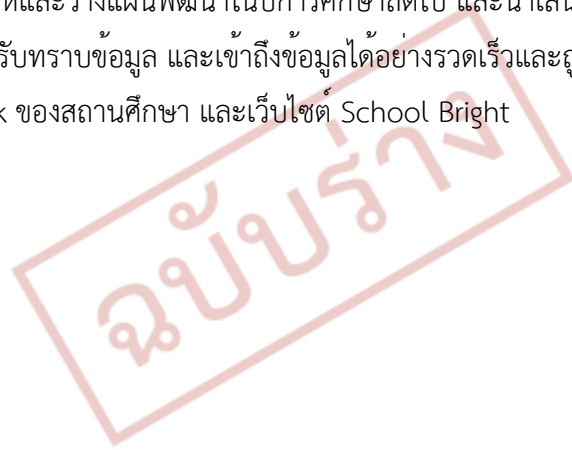 ที่และวางแผนพัฒนาในปีการศึกษาถัดไป และนำเสน
รับทราบข้อมูล และเข้าถึงข้อมูลได้อย่างรวดเร็วและถู
k ของสถานศึกษา และเว็บไซต์ School Bright
ฉบับร่าง